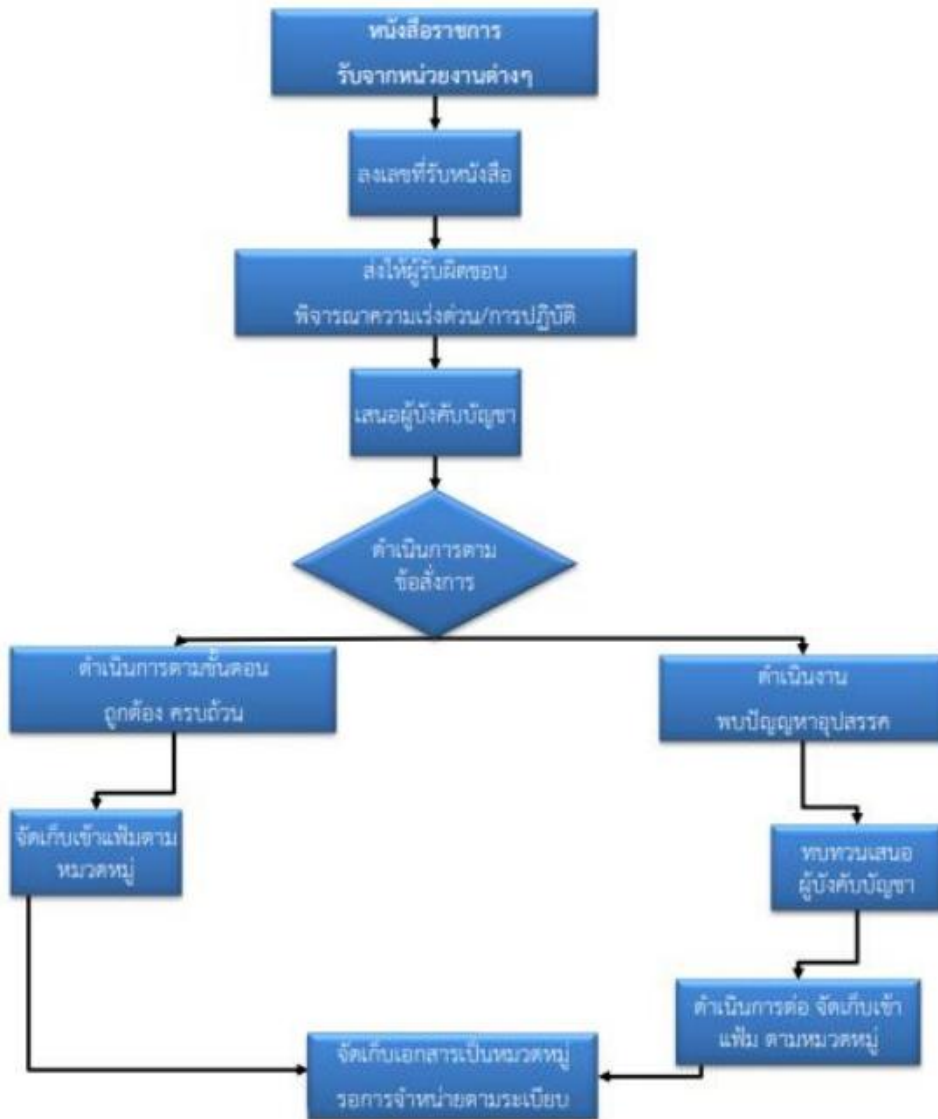 หนังสือราชการ
รับจากหน่วยงานต่างๆ
ลงเลขที่รับหนังสือ
ส่งให้ผู้รับผิดชอบ
พิจารณาความเร่งด่วน/การปฏิบัติ
เสนอผู้บังคับบัญชา
ดำเนินการตาม
ข้อสั่งการ
ดำเนินการตามขั้นตอน
ถูกต้อง ครบถ้วน
ดำเนินงาน
พบปัญหาอุปสรรค
จัดเก็บเข้าแฟ้มตาม
หมวดหมู่
ทบทวนเสนอ
ผู้บังคับบัญชา
ดำเนินการต่อ จัดเก็บเข้า
แฟ้ม ตามหมวดหมู่
จัดเก็บเอกสารเป็นหมวดหมู่
รอการจำหน่ายตามระเบียบ